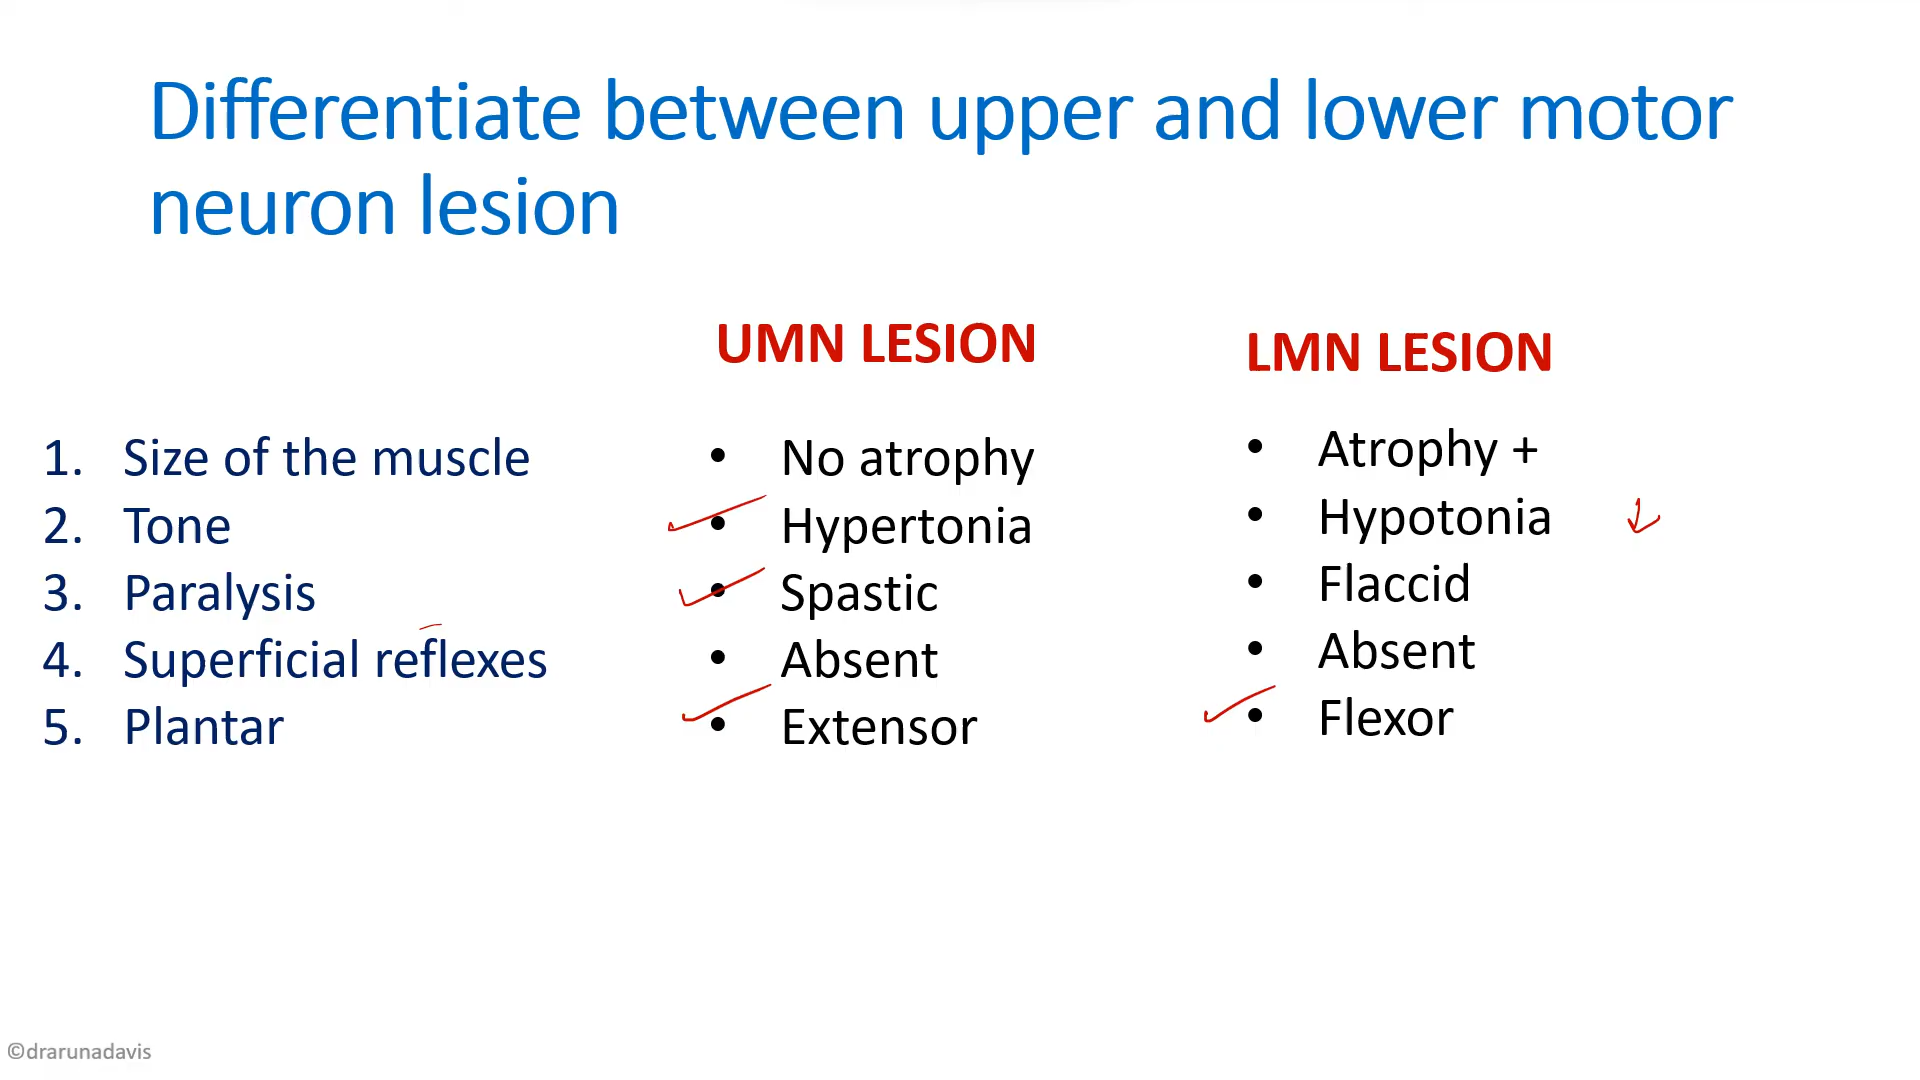 Differentiate between upper and lower motor
neuron lesion
UMN LESION
LMN LESION
1. Size of the muscle
2. Tone
3. Paralysis
4. Superficial reflexes
5. Plantar
• No atrophy
• Hypertonia
• Spastic
• Absent
• Extensor
• Atrophy +
• Hypotonia
• Flaccid
• Absent
• Flexor
©drarunadavis